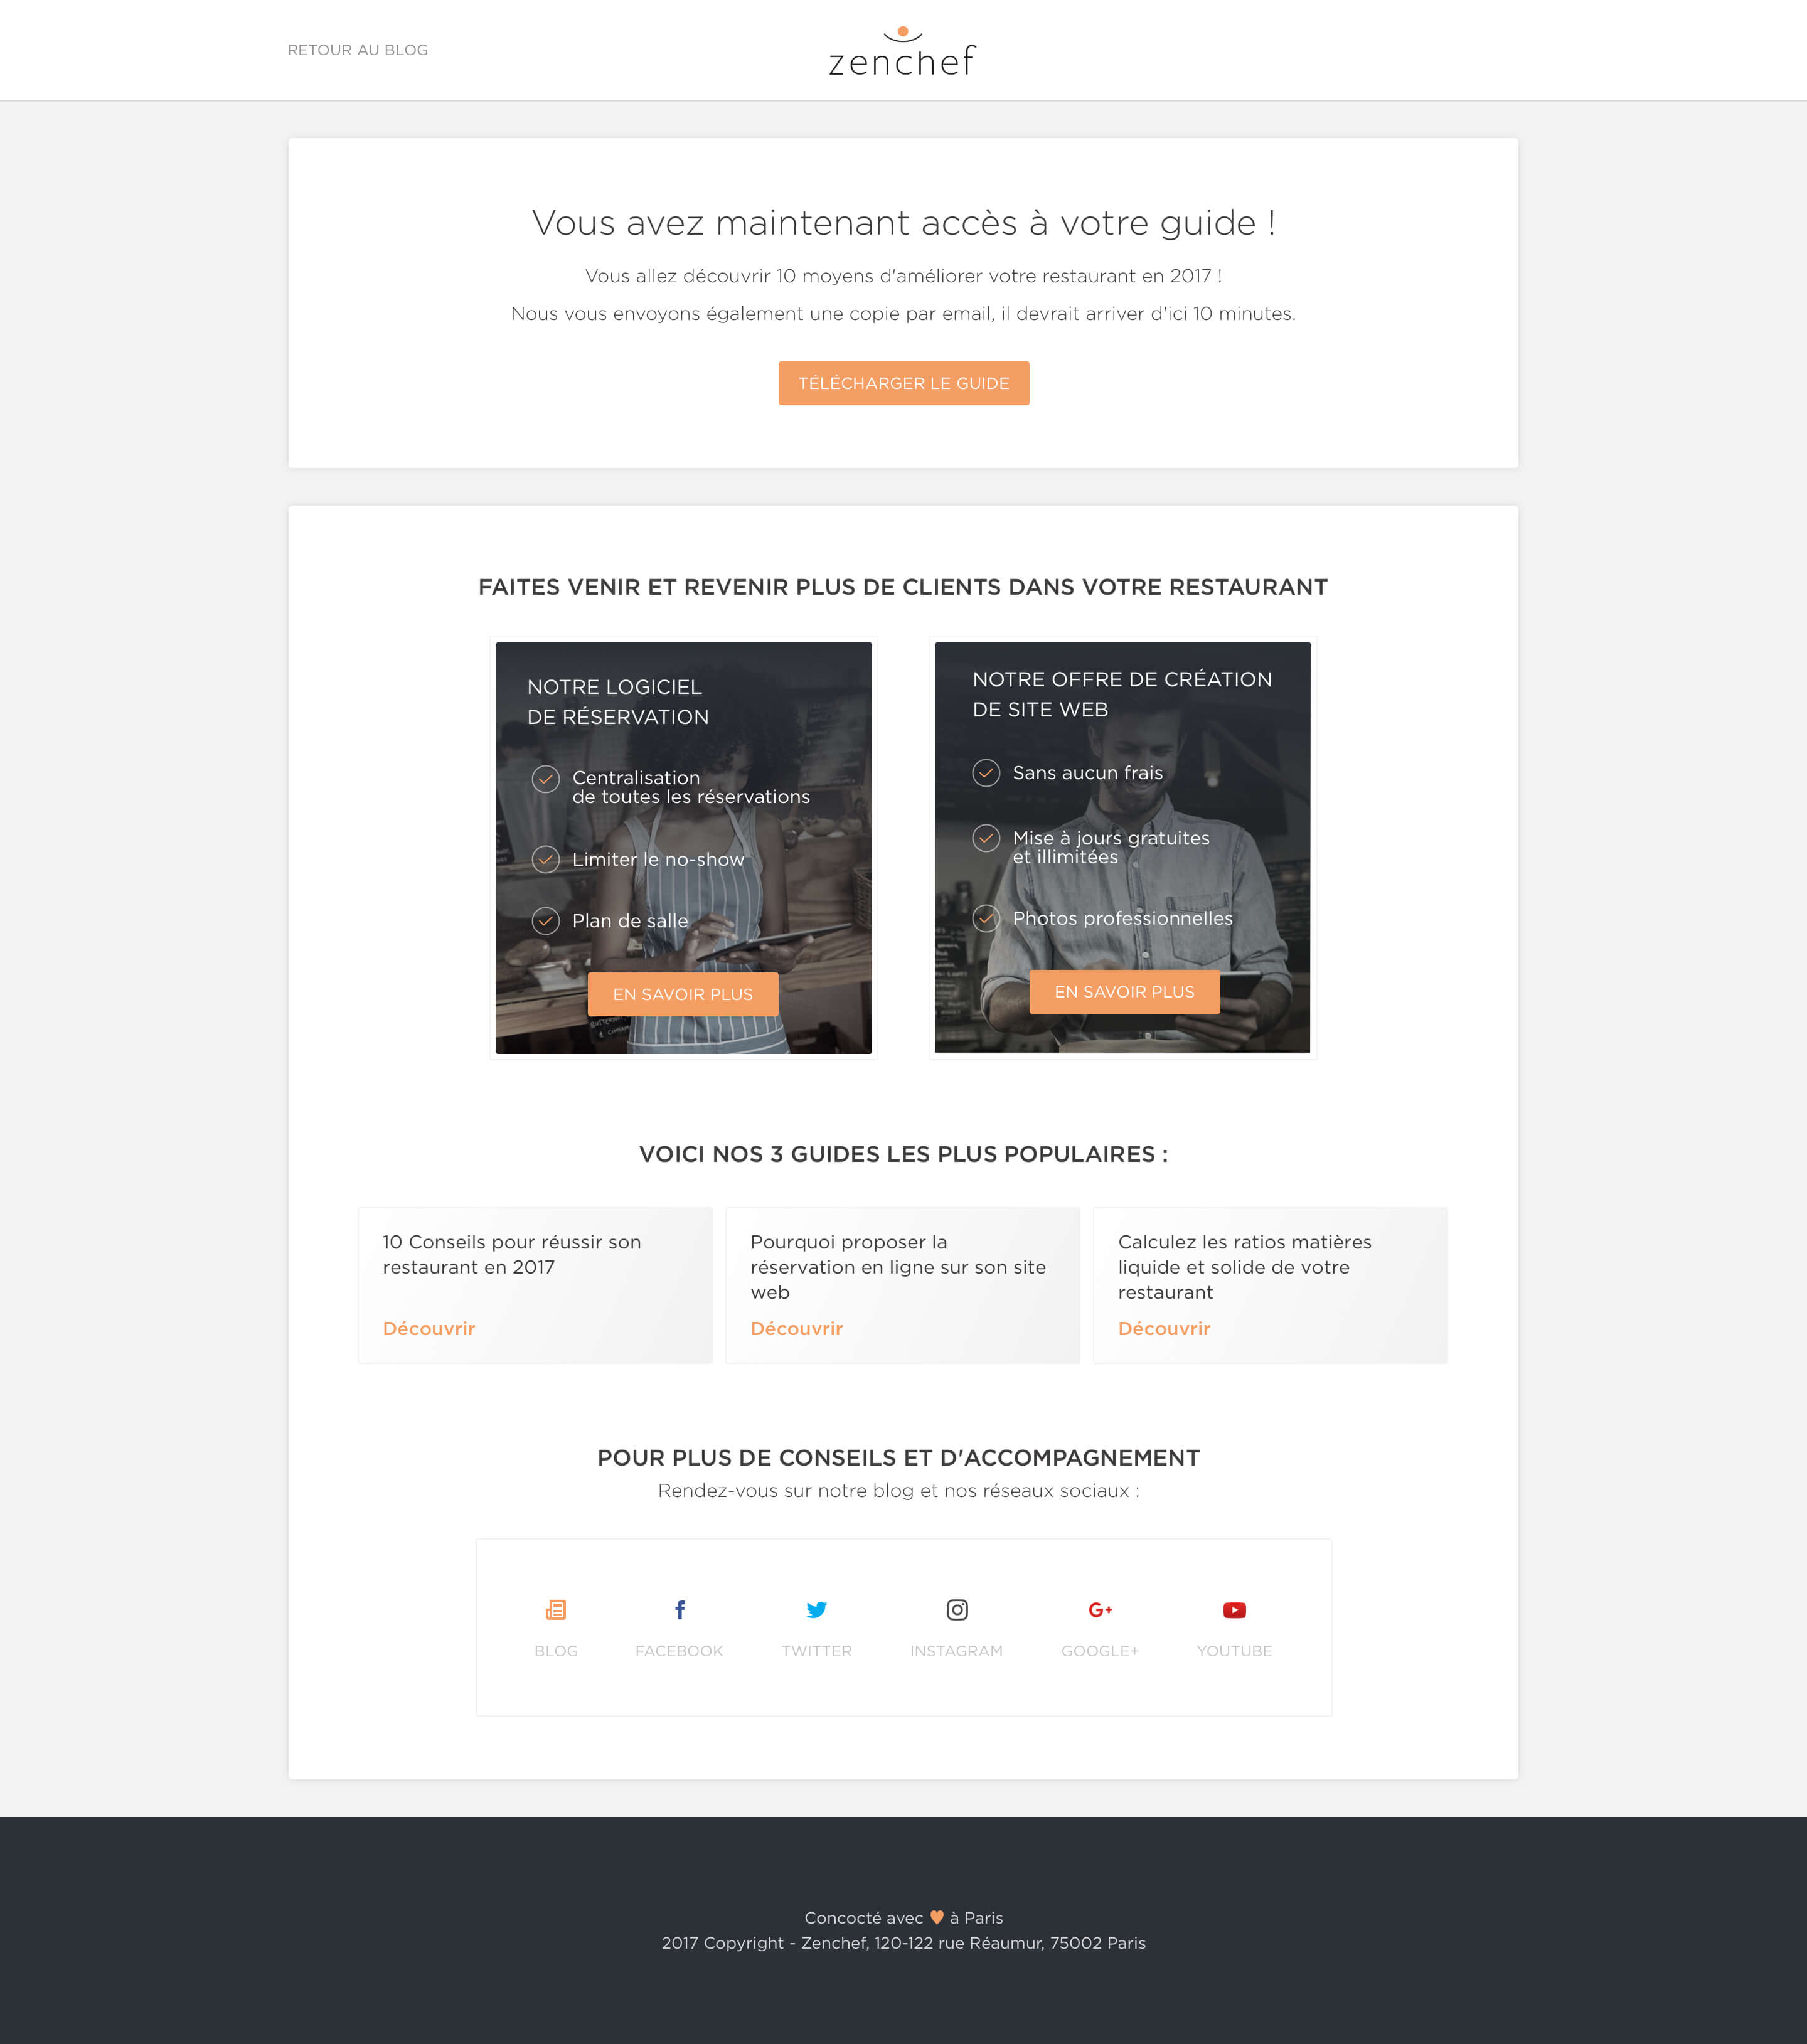 RETOUR AU BLOG
zenchef
Vous avez maintenant accès à votre guide !
Vous allez découvrir 10 moyens d'améliorer votre restaurant en 2017 !
Nous vous envoyons également une copie par email, il devrait arriver d'ici 10 minutes.
TÉLÉCHARGER LE GUIDE
FAITES VENIR ET REVENIR PLUS DE CLIENTS DANS VOTRE RESTAURANT
NOTRE LOGICIEL
DE RÉSERVATION
Centralisation
de toutes les réservations
Limiter le no-show
Plan de salle
EN SAVOIR PLUS
NOTRE OFFRE DE CRÉATION
DE SITE WEB
Sans aucun frais
Mise à jours gratuites
et illimitées
Photos professionnelles
EN SAVOIR PLUS
VOICI NOS 3 GUIDES LES PLUS POPULAIRES :
10 Conseils pour réussir son
restaurant en 2017
Découvrir
Pourquoi proposer la
réservation en ligne sur son site
web
Découvrir
Calculez les ratios matières
liquide et solide de votre
restaurant
Découvrir
POUR PLUS DE CONSEILS ET D'ACCOMPAGNEMENT
Rendez-vous sur notre blog et nos réseaux sociaux :
BLOG
FACEBOOK
TWITTER
INSTAGRAM
GOOGLE+
YOUTUBE
Concocté avec à Paris
2017 Copyright - Zenchef, 120-122 rue Réaumur, 75002 Paris